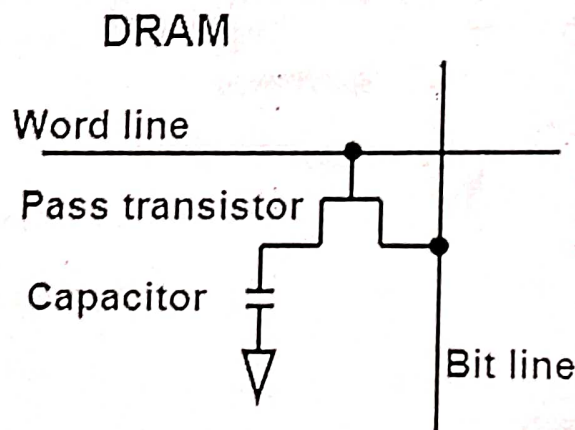 DRAM
Word line
Pass transistor
Capacitor
Bit line